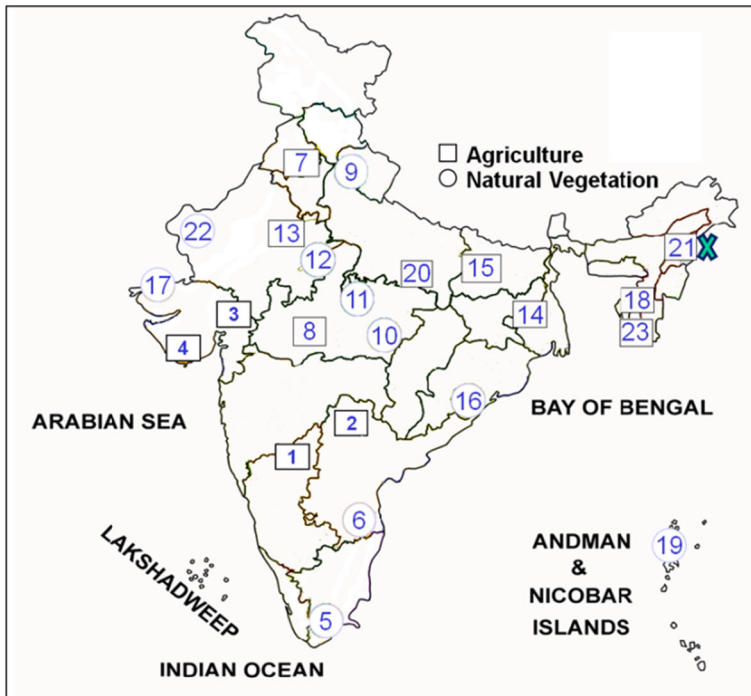 7
Agriculture
9
Natural Vegetation
22
13
21
X
12
15
17
20
11
18
3
14
8
10
23
4
16
ARABIAN SEA
BAY OF BENGAL
2
1
6
LAKSHADWEEP
ANDMAN
19
&
NICOBAR
5
ISLANDS
INDIAN OCEAN